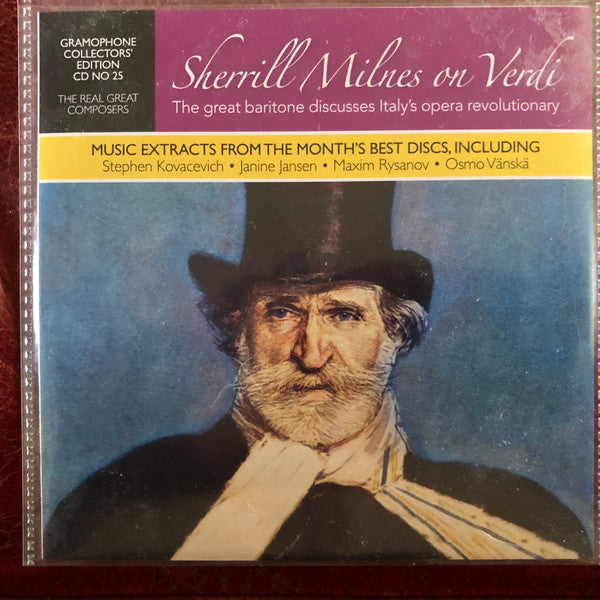 GRAMOPHONE
COLLECTORS'
EDITION
CD NO 25
THE REAL GREAT
COMPOSERS
Sherrill Milnes on Verdi
The great baritone discusses Italy's opera revolutionary
MUSIC EXTRACTS FROM THE MONTH'S BEST DISCS, INCLUDING
Stephen Kovacevich • Janine Jansen • Maxim Rysanov • Osmo Vänskä